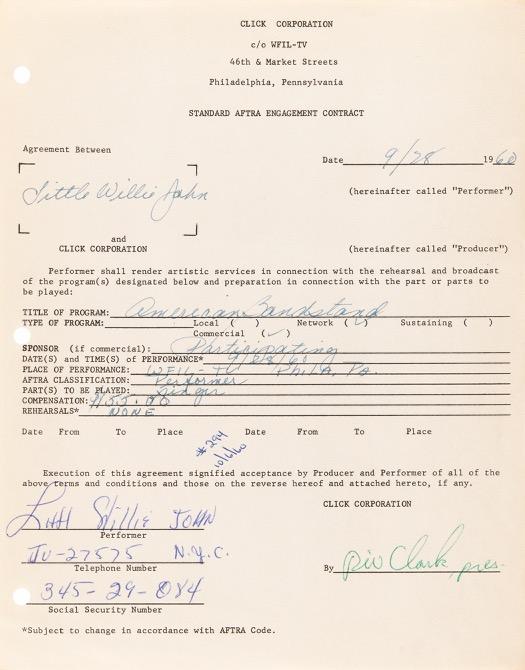 CLICK CORPORATION
c/o WFIL-TV
46th & Market Streets
Philadelphia, Pennsylvania
STANDARD AFTRA ENGAGEMENT CONTRACT
Agreement Between
Date 9/28 1960
Little Willie John
(hereinafter called "Performer")
and
CLICK CORPORATION (hereinafter called "Producer")
Performer shall render artistic services in connection with the rehearsal and broadcast
of the program(s) designated below and preparation in connection with the part or parts to
be played:
TITLE OF PROGRAM: American Bandstand
TYPE OF PROGRAM: Local ( ) Network (✓) Sustaining ( )
Commercial (✓)
SPONSOR (if commercial): Participating
DATE(S) and TIME(S) OF PERFORMANCE* 9/28/60
PLACE OF PERFORMANCE: WFIL-TV Phila, Pa
AFTRA CLASSIFICATION: Performer
PART(S) TO BE PLAYED: Singer
COMPENSATION: $155.00
REHEARSALS* NONE
Date From To Place Date From To Place
#294
10/6/60
Execution of this agreement signified acceptance by Producer and Performer of all of the
above terms and conditions and those on the reverse hereof and attached hereto, if any.
CLICK CORPORATION
Willie JOHN
Performer
JU-27575 N.Y.C.
Telephone Number
By Clark, pres.
345-29-084
Social Security Number
*Subject to change in accordance with AFTRA Code.